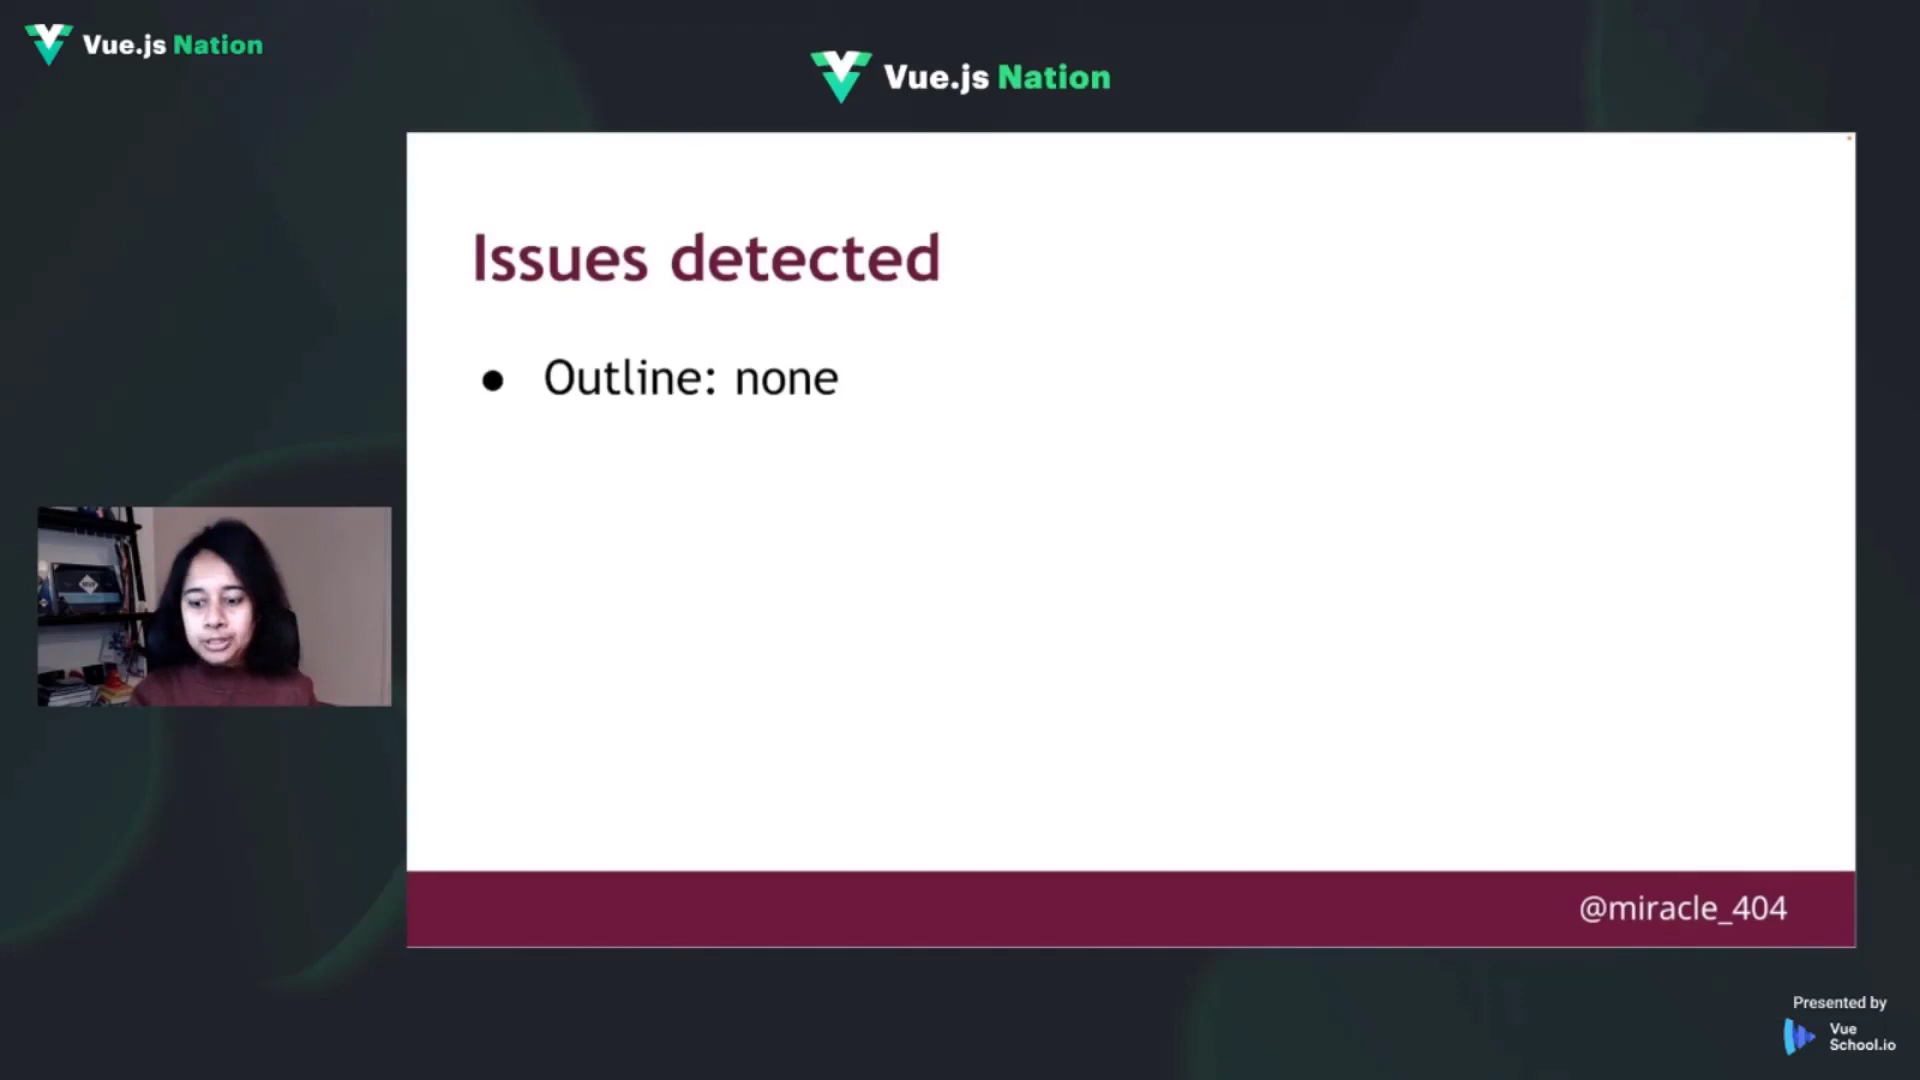 Vue.js Nation
Vue.js Nation
Issues detected
● Outline: none
@miracle_404
Presented by
Vue
School.io